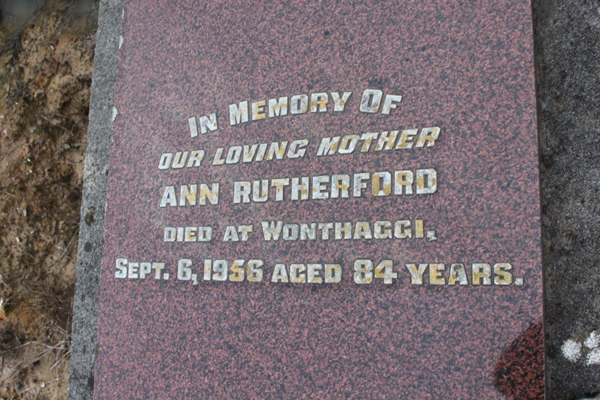 In Memory Of
OUR LOVING MOTHER
ANN RUTHERFORD
DIED AT WONTHAGGI,
SEPT. 6, 1956 AGED 84 YEARS.